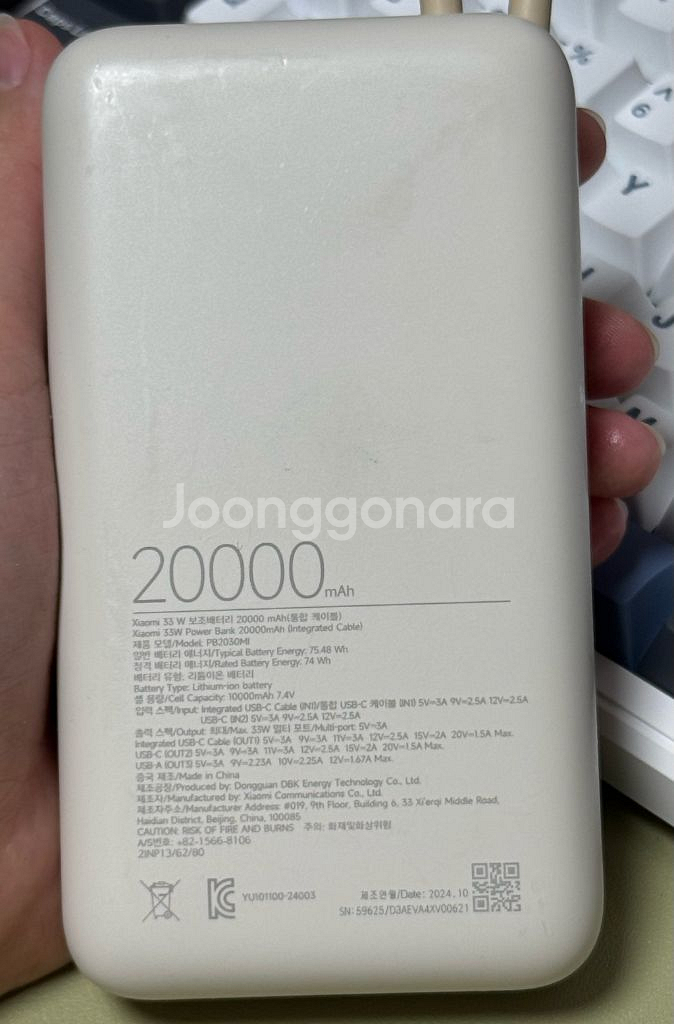 %
^
6
Y
J
M
Joonggonara
20000 mAh
Xiaomi 33 W 보조배터리 20000 mAh(통합 케이블)
Xiaomi 33W Power Bank 20000mAh (Integrated Cable)
제품 모델/Model: PB2030MI
일반 배터리 에너지/Typical Battery Energy: 75.48 Wh
정격 배터리 에너지/Rated Battery Energy: 74 Wh
배터리 유형: 리튬이온 배터리
Battery Type: Lithium-ion battery
셀 용량/Cell Capacity: 10000mAh 7.4V
입력 스펙/Input: Integrated USB-C Cable (IN1)/통합 USB-C 케이블 (IN1) 5V=3A 9V=2.5A 12V=2.5A
USB-C (IN2) 5V=3A 9V=2.5A 12V=2.5A
출력 스펙/Output: 최대/Max. 33W 멀티 포트/Multi-port: 5V=3A
Integrated USB-C Cable (OUT1) 5V=3A 9V=3A 11V=3A 12V=2.5A 15V=2A 20V=1.5A Max.
USB-C (OUT2) 5V=3A 9V=3A 11V=3A 12V=2.5A 15V=2A 20V=1.5A Max.
USB-A (OUT3) 5V=3A 9V=2.23A 10V=2.25A 12V=1.67A Max.
중국 제조/Made in China
제조공장/Produced by: Dongguan DBK Energy Technology Co., Ltd.
제조자/Manufactured by: Xiaomi Communications Co., Ltd.
제조자주소/Manufacturer Address: #019, 9th Floor, Building 6, 33 Xi'erqi Middle Road,
Haidian District, Beijing, China, 100085
CAUTION: RISK OF FIRE AND BURNS 주의: 화재및화상위험
A/S번호: +82-1566-8106
2INP13/62/80
YU101100-24003
제조연월/Date: 2024.10
SN: 59625/D3AEVA4XV00621